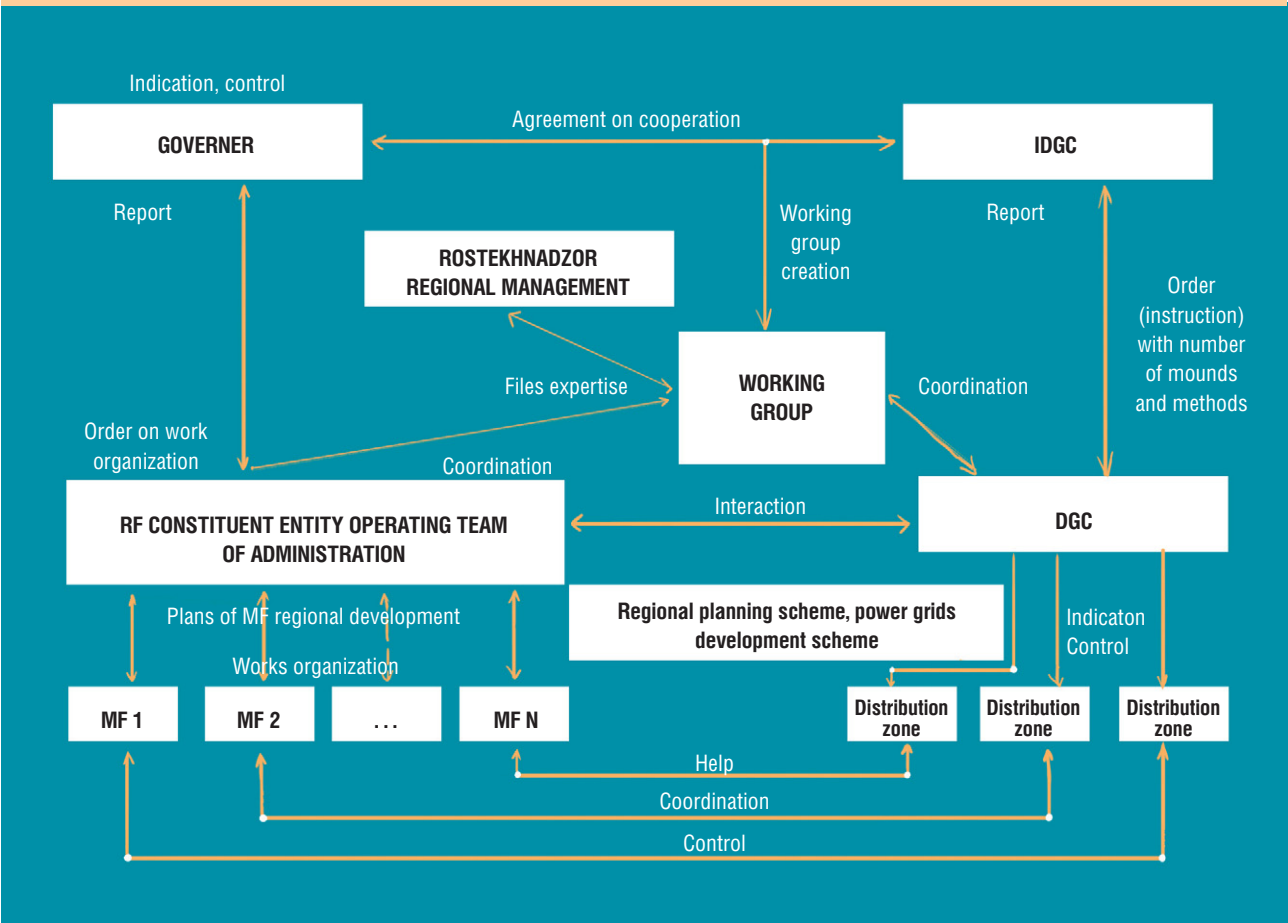 Indication, control
GOVERNER
Agreement on cooperation
IDGC
Report
Working
group
creation
Report
ROSTEKHNADZOR
REGIONAL MANAGEMENT
Order
(instruction)
with number
of mounds
and methods
Files expertise
WORKING
GROUP
Coordination
Order on work
organization
Coordination
RF CONSTITUENT ENTITY OPERATING TEAM
OF ADMINISTRATION
Interaction
DGC
Plans of MF regional development
Works organization
Regional planning scheme, power grids
development scheme
Indicaton
Control
MF 1
MF 2
...
MF N
Distribution
zone
Distribution
zone
Distribution
zone
Help
Coordination
Control